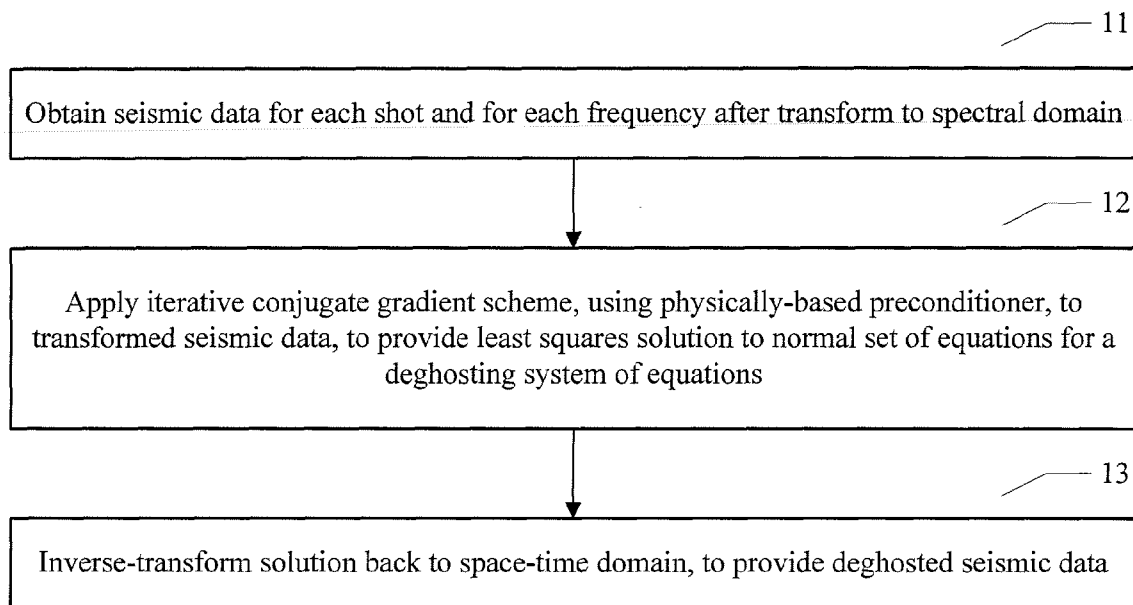 11
Obtain seismic data for each shot and for each frequency after transform to spectral domain
12
Apply iterative conjugate gradient scheme, using physically-based preconditioner, to
transformed seismic data, to provide least squares solution to normal set of equations for a
deghosting system of equations
13
Inverse-transform solution back to space-time domain, to provide deghosted seismic data